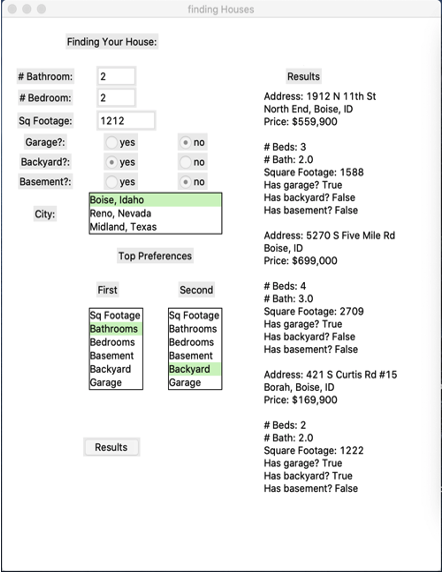 finding Houses
Finding Your House:
# Bathroom: 2
# Bedroom: 2
Sq Footage: 1212
Garage?: yes no
Backyard?: yes no
Basement?: yes no
City:
Boise, Idaho
Reno, Nevada
Midland, Texas
Top Preferences
First Second
Sq Footage Sq Footage
Bathrooms Bathrooms
Bedrooms Bedrooms
Basement Basement
Backyard Backyard
Garage Garage
Results
Results
Address: 1912 N 11th St
North End, Boise, ID
Price: $559,900
# Beds: 3
# Bath: 2.0
Square Footage: 1588
Has garage? True
Has backyard? False
Has basement? False
Address: 5270 S Five Mile Rd
Boise, ID
Price: $699,000
# Beds: 4
# Bath: 3.0
Square Footage: 2709
Has garage? True
Has backyard? False
Has basement? False
Address: 421 S Curtis Rd #15
Borah, Boise, ID
Price: $169,900
# Beds: 2
# Bath: 2.0
Square Footage: 1222
Has garage? True
Has backyard? True
Has basement? False